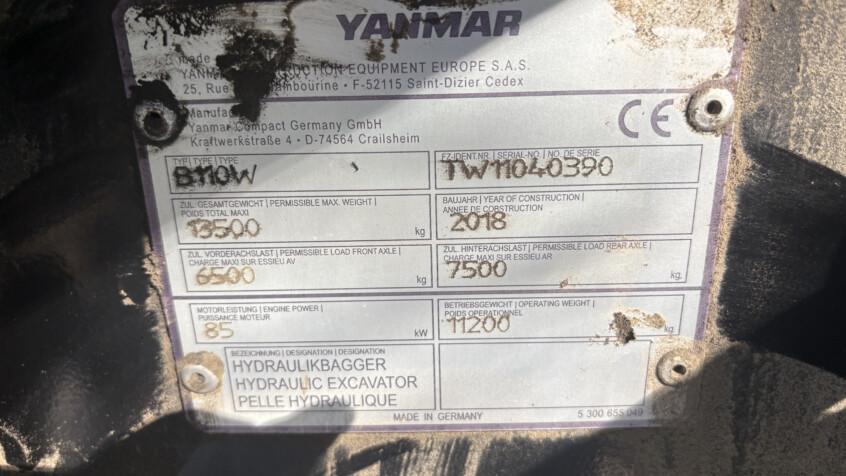 YANMAR
made
CONSTRUCTION EQUIPMENT EUROPE S.A.S.
25, Rue F-52115 Saint-Dizier Cedex
Yanmar Compact Germany GmbH
Kraftwerkstraße 4 • D-74564 Crailsheim
CE
TYP | TYPE | TYPE
B110W
FZ-IDENT.NR. | SERIAL-NO. | NO. DE SERIE
TW11040390
ZUL. GESAMTGEWICHT | PERMISSIBLE MAX. WEIGHT |
POIDS TOTAL MAXI
13500 kg
BAUJAHR | YEAR OF CONSTRUCTION |
ANNEE DE COBSTRUCTION
2018
ZUL. VORDERACHSLAST | PERMISSIBLE LOAD FRONT AXLE |
CHARGE MAXI SUR ESSIEU AV
6500 kg
ZUL. HINTERACHSLAST | PERMISSIBLE LOAD REAR AXLE |
CHARGE MAXI SUR ESSIEU AR
7500 kg.
MOTORLEISTUNG | ENGINE POWER |
PUISSANCE MOTEUR
85 kW
BETRIEBSGEWICHT | OPERATING WEIGHT |
POIDS OPERATIONNEL
11200 kg.
BEZEICHNUNG | DESIGNATION | DESIGNATION
HYDRAULIKBAGGER
HYDRAULIC EXCAVATOR
PELLE HYDRAULIQUE
MADE IN GERMANY
5 300 655 049